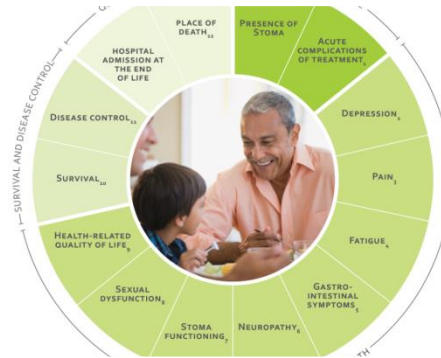 PLACE OF
DEATH₁₂
PRESENCE OF
STOMA
HOSPITAL
ADMISSION AT
THE END
OF LIFE
ACUTE
COMPLICATIONS
OF TREATMENT₁
DISEASE CONTROL₁₁
DEPRESSION₂
SURVIVAL₁₀
PAIN₃
SURVIVAL AND DISEASE CONTROL
HEALTH-RELATED
QUALITY OF LIFE₉
FATIGUE₄
SEXUAL
DYSFUNCTION₈
GASTRO-
INTESTINAL
SYMPTOMS₅
STOMA
FUNCTIONING₇
NEUROPATHY₆